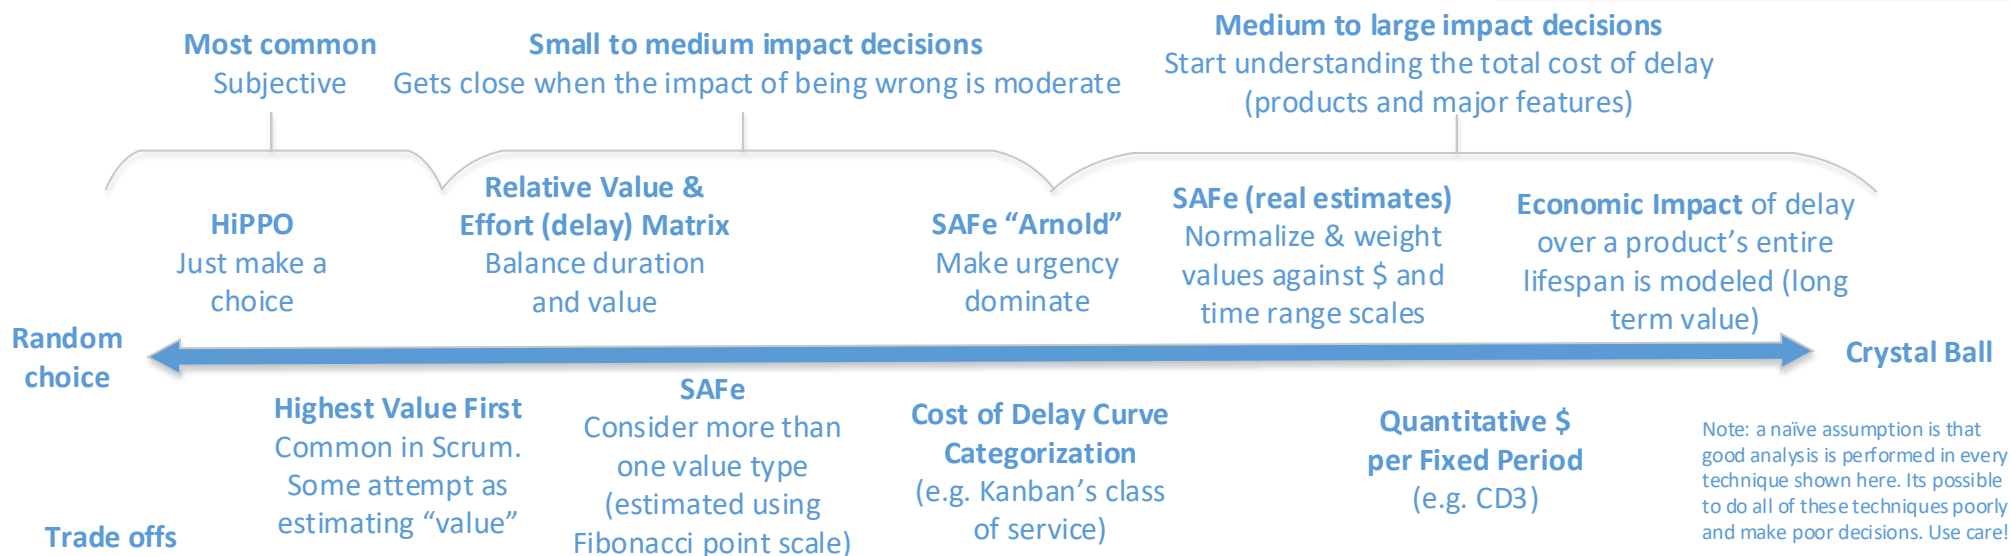 Most common
Subjective
Small to medium impact decisions
Gets close when the impact of being wrong is moderate
Medium to large impact decisions
Start understanding the total cost of delay
(products and major features)
HiPPO
Just make a
choice
Relative Value &
Effort (delay) Matrix
Balance duration
and value
SAFe “Arnold”
Make urgency
dominate
SAFe (real estimates)
Normalize & weight
values against $ and
time range scales
Economic Impact of delay
over a product’s entire
lifespan is modeled (long
term value)
Random
choice
Crystal Ball
Highest Value First
Common in Scrum.
Some attempt as
estimating “value”
SAFe
Consider more than
one value type
(estimated using
Fibonacci point scale)
Cost of Delay Curve
Categorization
(e.g. Kanban’s class
of service)
Quantitative $
per Fixed Period
(e.g. CD3)
Note: a naïve assumption is that
good analysis is performed in every
technique shown here. Its possible
to do all of these techniques poorly
and make poor decisions. Use care!
Trade offs